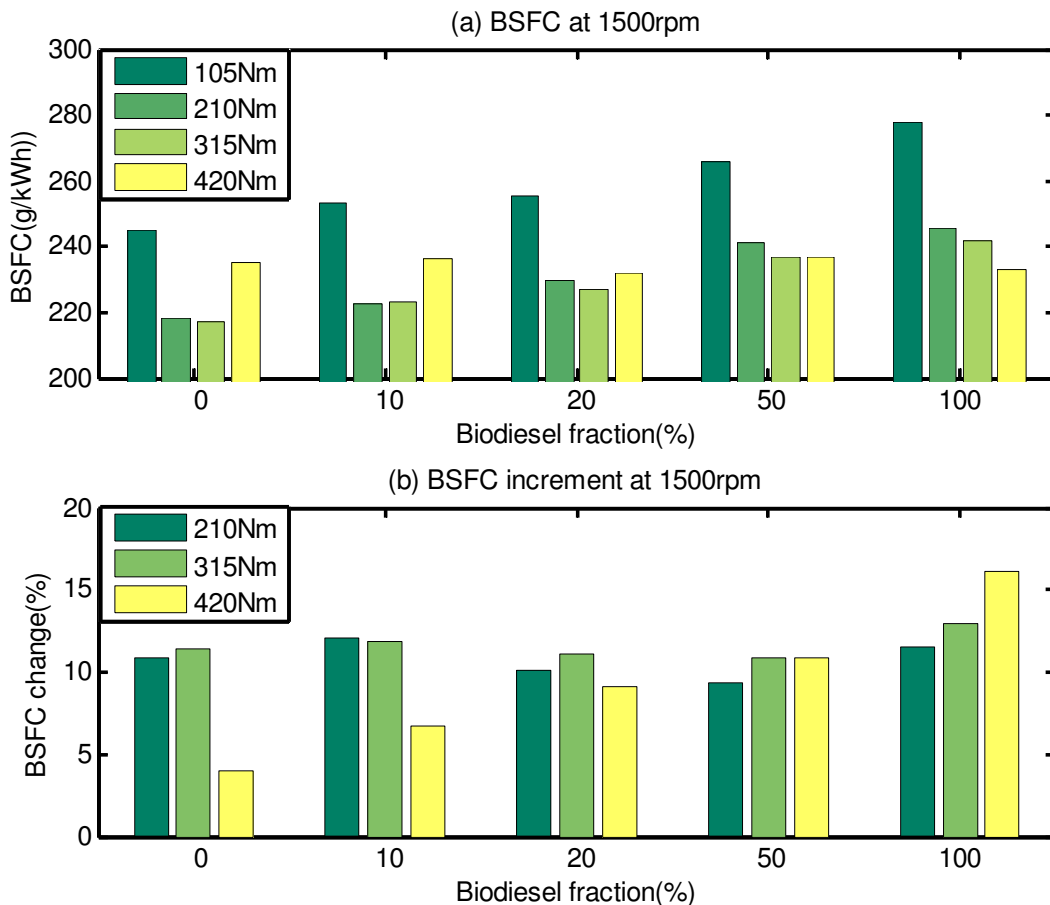 (a) BSFC at 1500rpm
300
280
260
240
220
200
BSFC(g/kWh))
105Nm
210Nm
315Nm
420Nm
0 10 20 50 100
Biodiesel fraction(%)
(b) BSFC increment at 1500rpm
20
15
10
5
0
BSFC change(%)
210Nm
315Nm
420Nm
0 10 20 50 100
Biodiesel fraction(%)